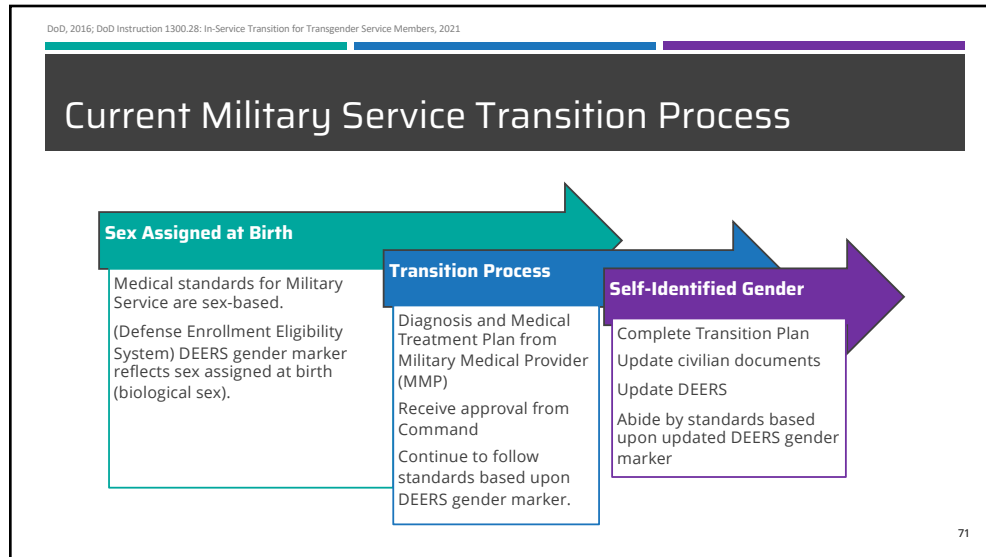 DoD, 2016; DoD Instruction 1300.28: In-Service Transition for Transgender Service Members, 2021
Current Military Service Transition Process
Sex Assigned at Birth
Medical standards for Military
Service are sex-based.
(Defense Enrollment Eligibility
System) DEERS gender marker
reflects sex assigned at birth
(biological sex).
Transition Process
Diagnosis and Medical
Treatment Plan from
Military Medical Provider
(MMP)
Receive approval from
Command
Continue to follow
standards based upon
DEERS gender marker.
Self-Identified Gender
Complete Transition Plan
Update civilian documents
Update DEERS
Abide by standards based
upon updated DEERS gender
marker
71